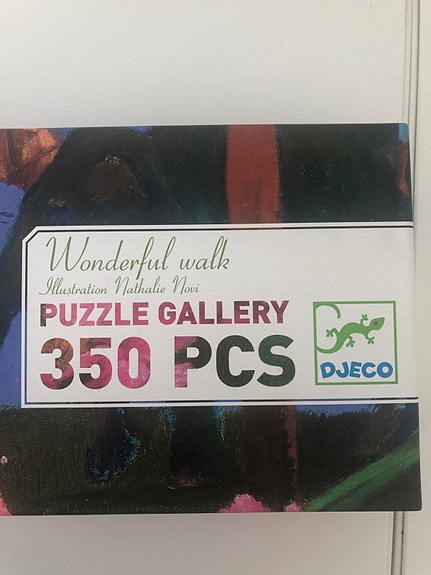 Wonderful walk
Illustration Nathalie Novi
PUZZLE GALLERY
350 PCS
DJECO